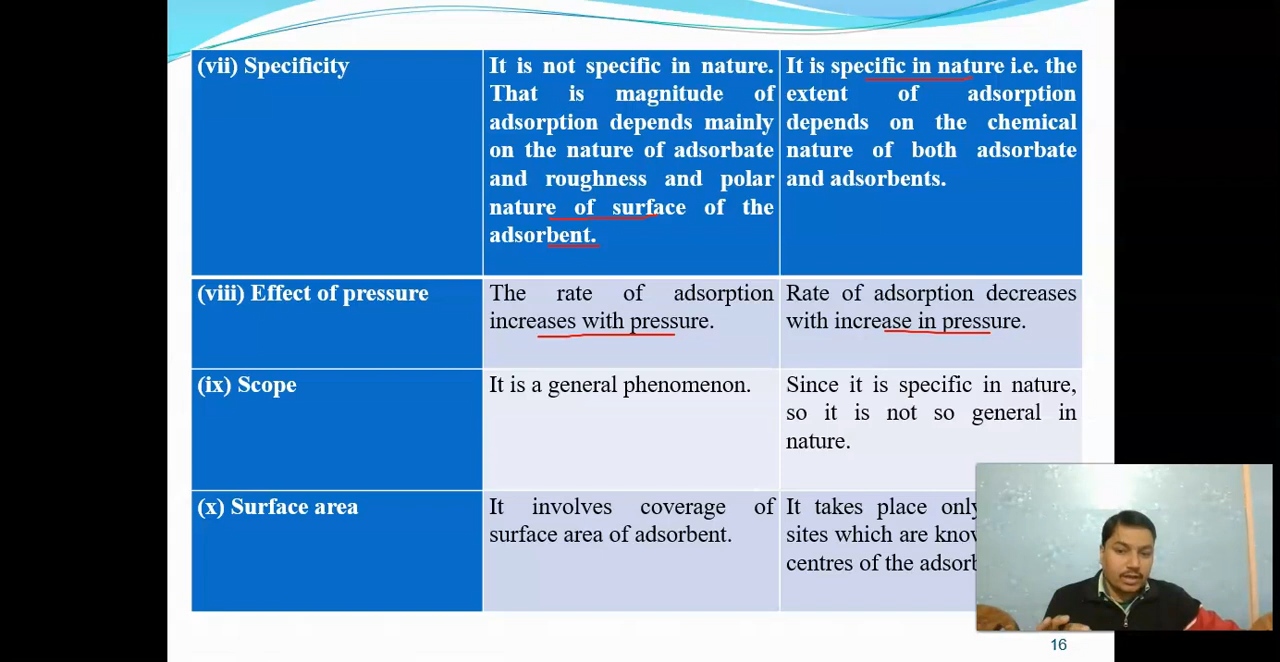 (vii) Specificity
It is not specific in nature.
That is magnitude of
adsorption depends mainly
on the nature of adsorbate
and roughness and polar
nature of surface of the
adsorbent.
It is specific in nature i.e. the
extent of adsorption
depends on the chemical
nature of both adsorbate
and adsorbents.
(viii) Effect of pressure
The rate of adsorption
increases with pressure.
Rate of adsorption decreases
with increase in pressure.
(ix) Scope
It is a general phenomenon.
Since it is specific in nature,
so it is not so general in
nature.
(x) Surface area
It involves coverage of
surface area of adsorbent.
It takes place only
sites which are
centres of the
16